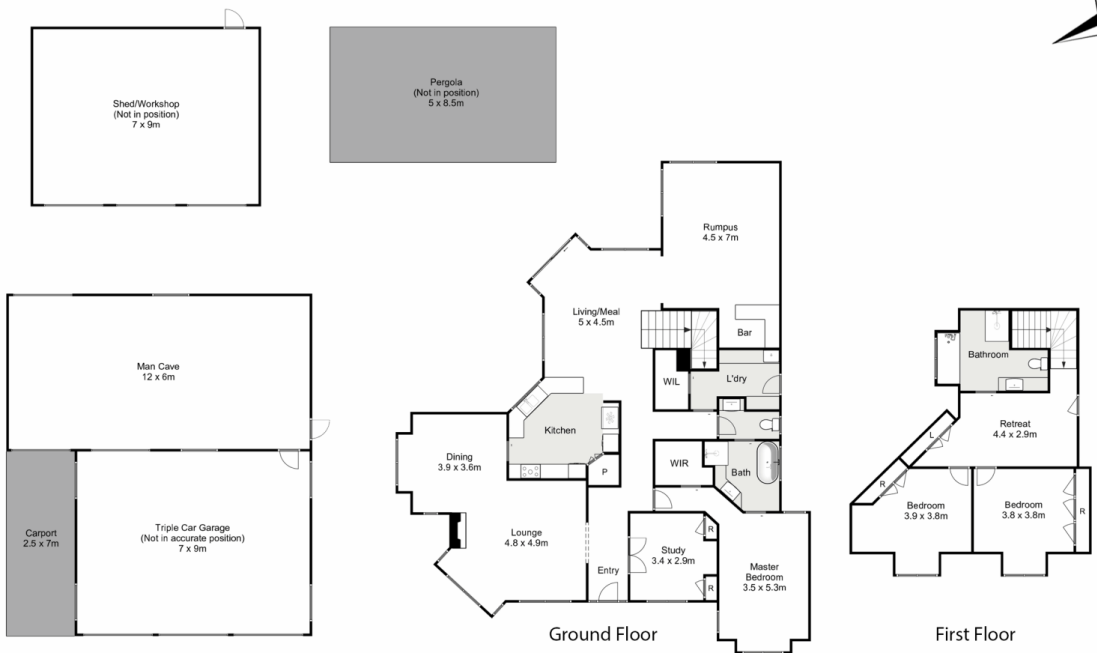 Shed/Workshop
(Not in position)
7 x 9m
Pergola
(Not in position)
5 x 8.5m
Rumpus
4.5 x 7m
Living/Meal
5 x 4.5m
Bar
Man Cave
12 x 6m
WIL
L'dry
Kitchen
Dining
3.9 x 3.6m
P
WIR
Bath
Carport
2.5 x 7m
Triple Car Garage
(Not in accurate position)
7 x 9m
Lounge
4.8 x 4.9m
Entry
Study
3.4 x 2.9m
R
R
Master
Bedroom
3.5 x 5.3m
Ground Floor
Bathroom
Retreat
4.4 x 2.9m
L
R
Bedroom
3.9 x 3.8m
Bedroom
3.8 x 3.8m
R
First Floor